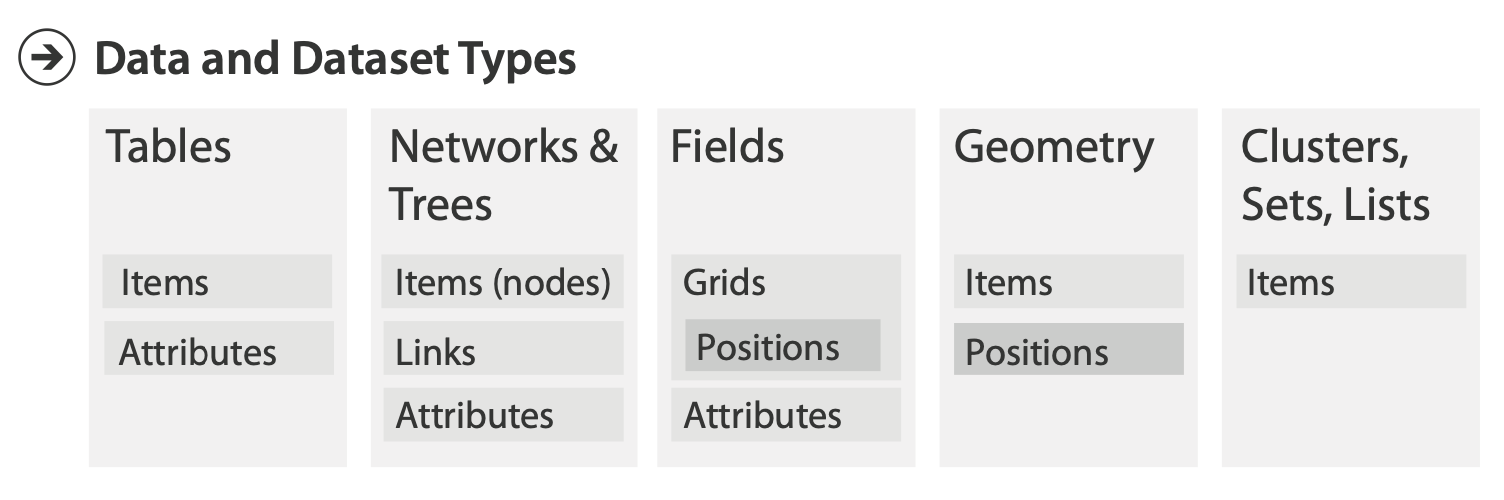 Data and Dataset Types
Tables
Items
Attributes
Networks &
Trees
Items (nodes)
Links
Attributes
Fields
Grids
Positions
Attributes
Geometry
Items
Positions
Clusters,
Sets, Lists
Items